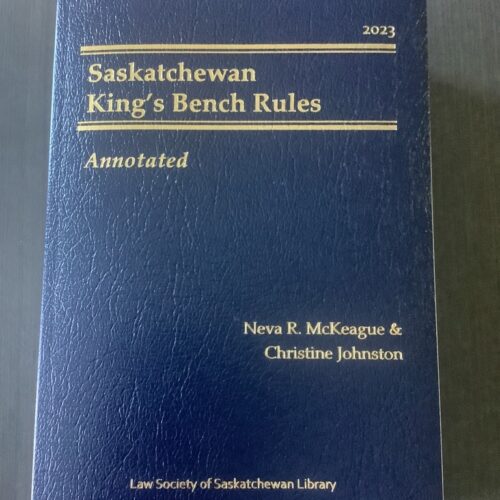 2023
Saskatchewan
King's Bench Rules
Annotated
Neva R. McKeague &
Christine Johnston
Law Society of Saskatchewan Library